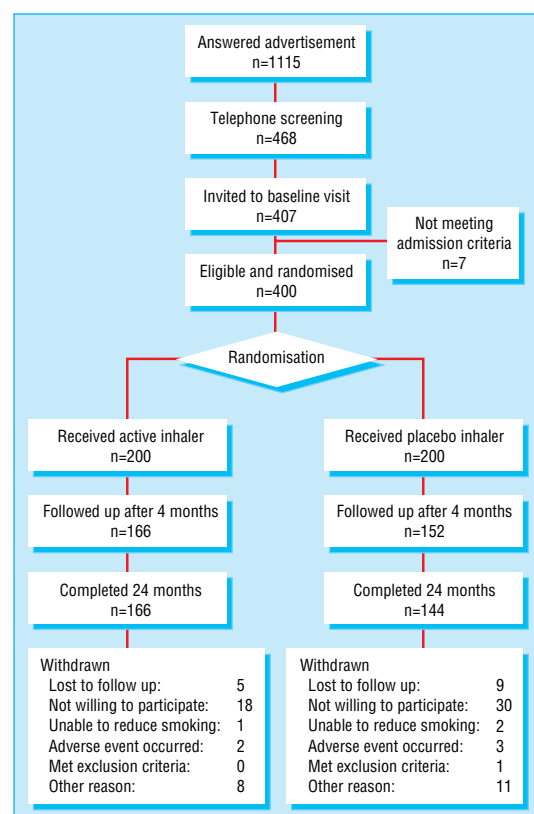 Answered advertisement
n=1115
Telephone screening
n=468
Invited to baseline visit
n=407
Not meeting
admission criteria
n=7
Eligible and randomised
n=400
Randomisation
Received active inhaler
n=200
Received placebo inhaler
n=200
Followed up after 4 months
n=166
Followed up after 4 months
n=152
Completed 24 months
n=166
Completed 24 months
n=144
Withdrawn
Lost to follow up: 5
Not willing to participate: 18
Unable to reduce smoking: 1
Adverse event occurred: 2
Met exclusion criteria: 0
Other reason: 8
Withdrawn
Lost to follow up: 9
Not willing to participate: 30
Unable to reduce smoking: 2
Adverse event occurred: 3
Met exclusion criteria: 1
Other reason: 11